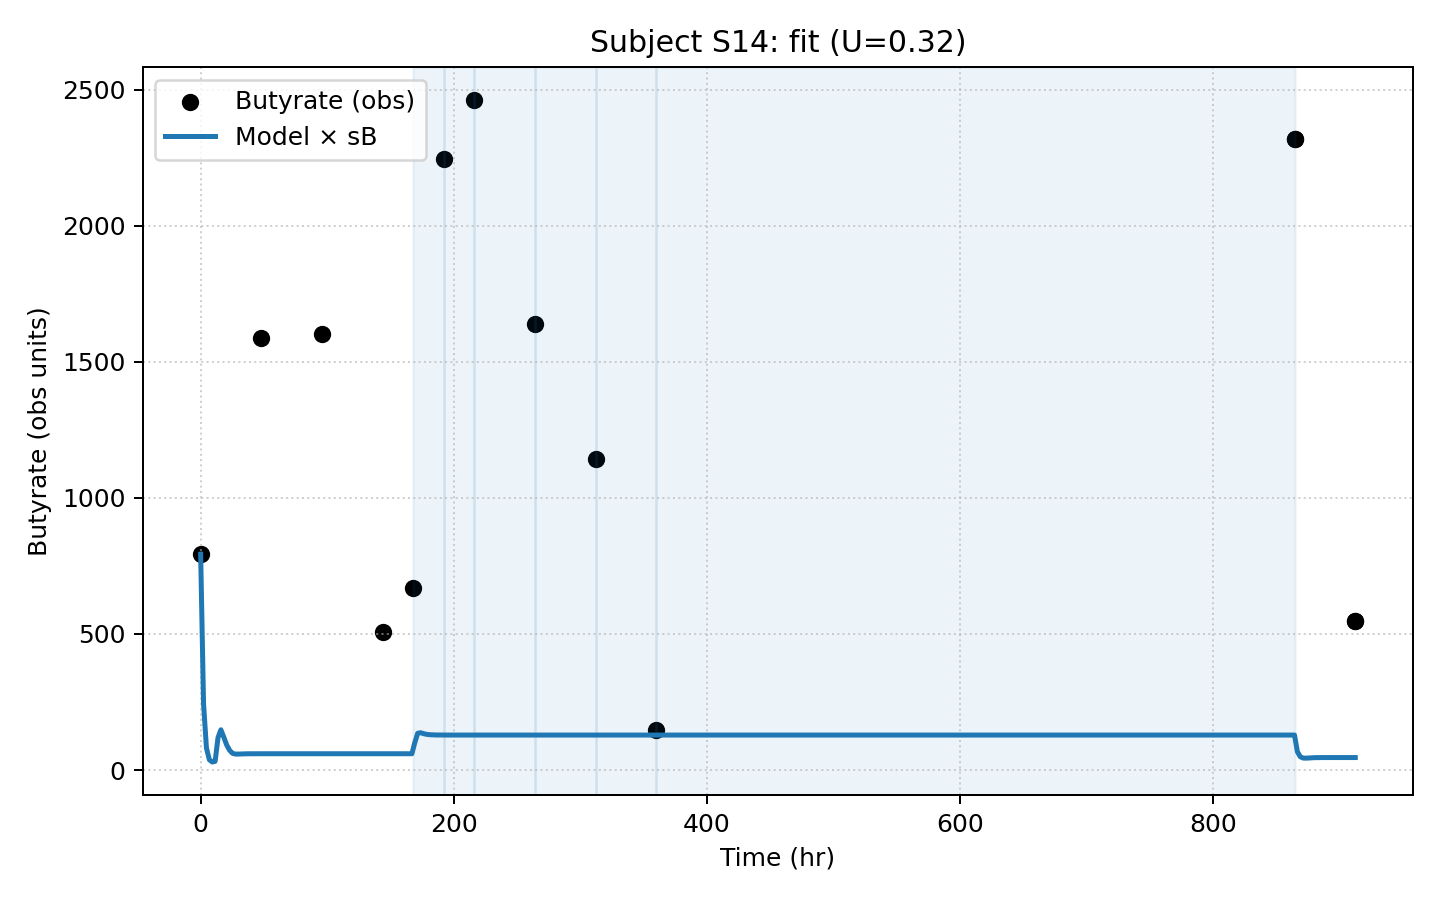 Subject S14: fit (U=0.32)
Butyrate (obs)
Model × sB
2500
2000
1500
1000
500
0
Butyrate (obs units)
0
200
400
600
800
Time (hr)